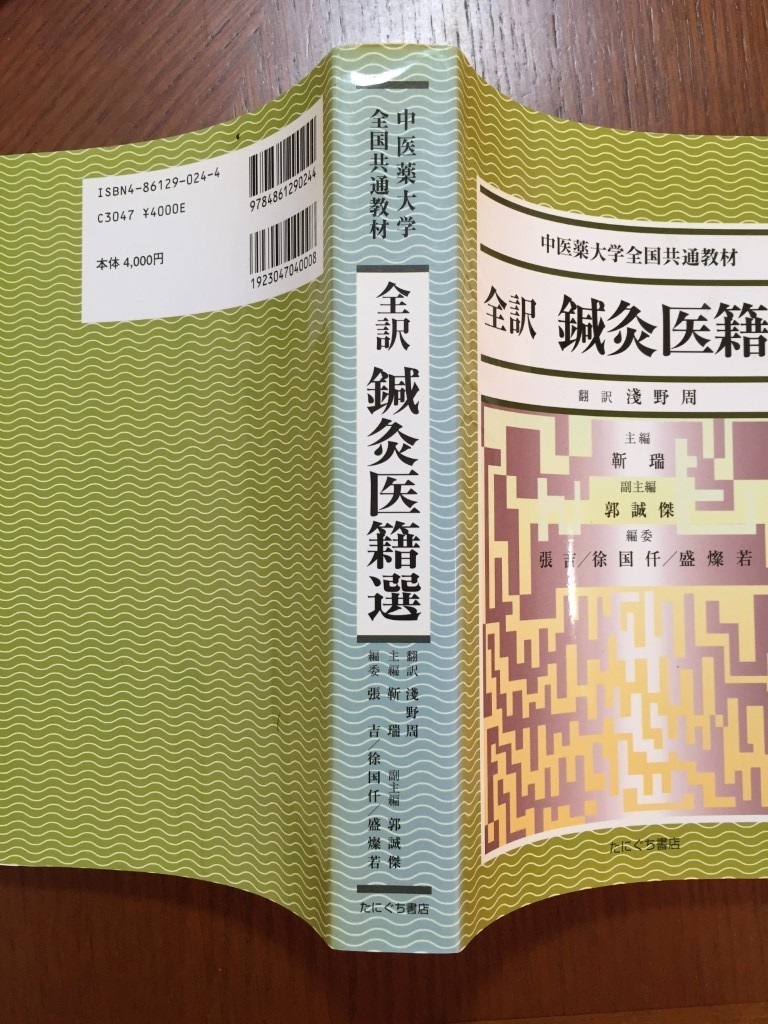 ISBN4-86129-024-4
C3047 ¥4000E
本体 4,000円
9784861290244
1923047040008
中医薬大学
全国共通教材
全訳 鍼灸医籍選
翻訳 淺野周
主編 靳 瑞 副主編 郭誠傑
編委 張 吉/徐国仟/盛燦若
たにぐち書店
中医薬大学全国共通教材
全訳 鍼灸医籍
翻訳 淺野周
主編
靳 瑞
副主編
郭誠傑
編委
張吉/徐国仟/盛燦若
たにぐち書店